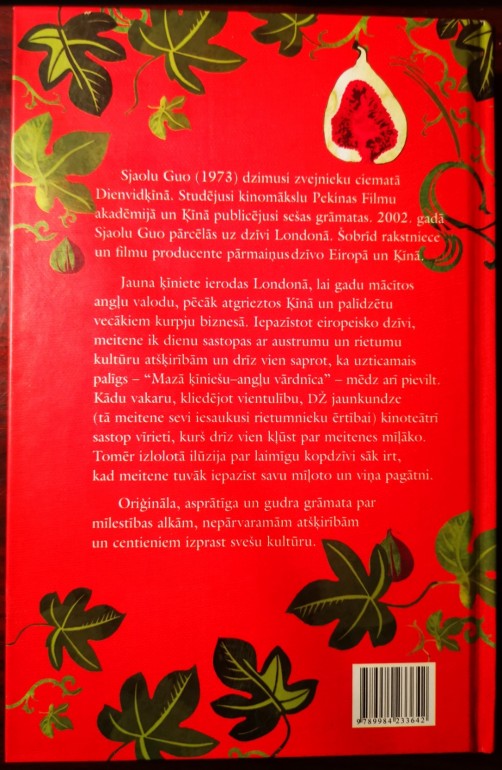 Sjaolu Guo (1973) dzimusi zvejnieku ciematā
Dienvidķīnā. Studējusi kinomākslu Pekinas Filmu
akadēmijā un Ķīnā publicējusi sešas grāmatas. 2002. gadā
Sjaolu Guo pārcēlās uz dzīvi Londonā. Šobrīd rakstniece
un filmu producente pārmaiņus dzīvo Eiropā un Ķīnā.
Jauna ķīniete ierodas Londonā, lai gadu mācītos
angļu valodu, pēcāk atgrieztos Ķīnā un palīdzētu
vecākiem kurpju biznesā. Iepazīstot eiropeisko dzīvi,
meitene ik dienu sastopas ar austrumu un rietumu
kultūru atšķirībām un drīz vien saprot, ka uzticamais
palīgs – “Mazā ķīniešu–angļu vārdnīca” – mēdz arī pievilt.
Kādu vakaru, kliedējot vientulību, DŽ jaunkundze
(tā meitene sevi iesaukusi rietumnieku ērtībai) kinoteātrī
sastop vīrieti, kurš drīz vien kļūst par meitenes mīļāko.
Tomēr izlolotā ilūzija par laimīgu kopdzīvi sāk irt,
kad meitene tuvāk iepazīst savu mīļoto un viņa pagātni.
Oriģināla, asprātīga un gudra grāmata par
mīlestības alkām, nepārvaramām atšķirībām
un centieniem izprast svešu kultūru.
9 789984 233642